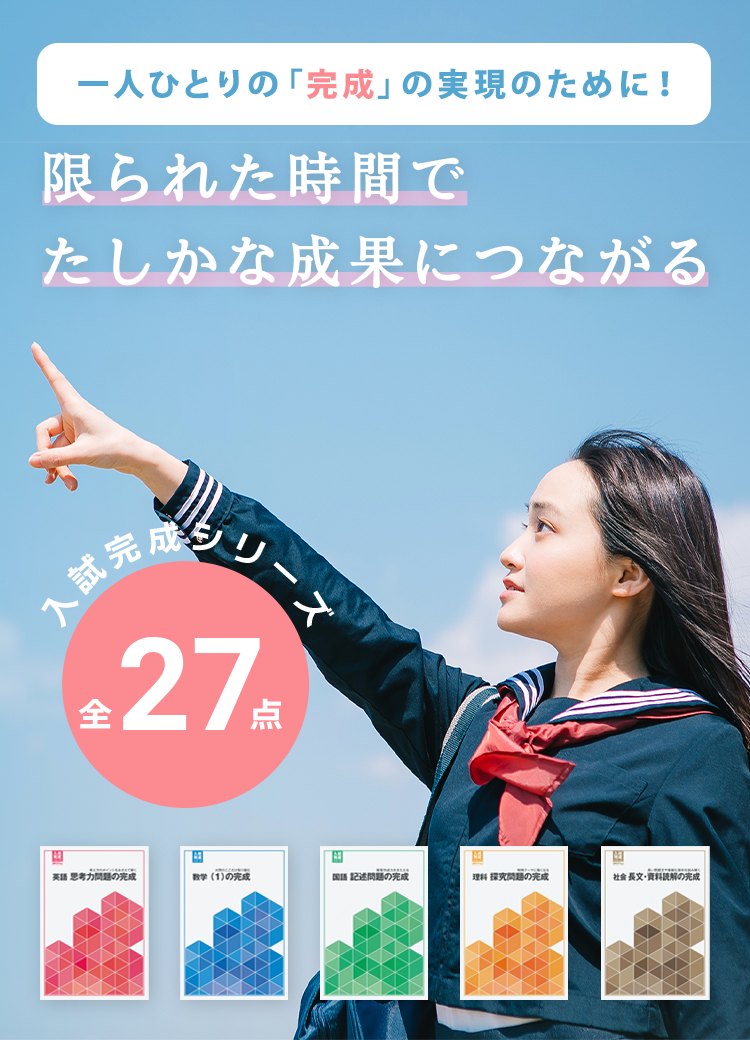 一人ひとりの「完成」の実現のために！
限られた時間で
たしかな成果につながる
入試完成シリーズ
全27点
英語 思考力問題の完成
数学（1）の完成
国語 記述問題の完成
理科 探究問題の完成
社会 長文・資料読解の完成